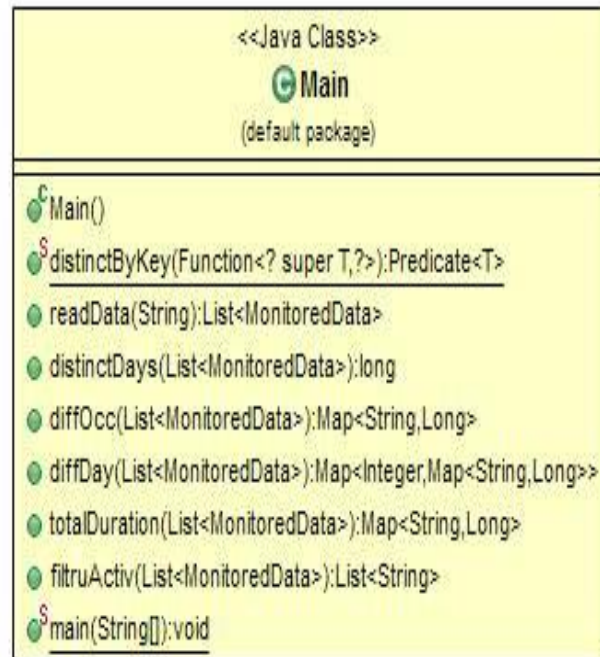 <<Java Class>>
C Main
(default package)
C Main()
S distinctByKey(Function<? super T,?>):Predicate<T>
readData(String):List<MonitoredData>
distinctDays(List<MonitoredData>):long
diffOcc(List<MonitoredData>):Map<String,Long>
diffDay(List<MonitoredData>):Map<Integer,Map<String,Long>>
totalDuration(List<MonitoredData>):Map<String,Long>
filtruActiv(List<MonitoredData>):List<String>
S main(String[]):void